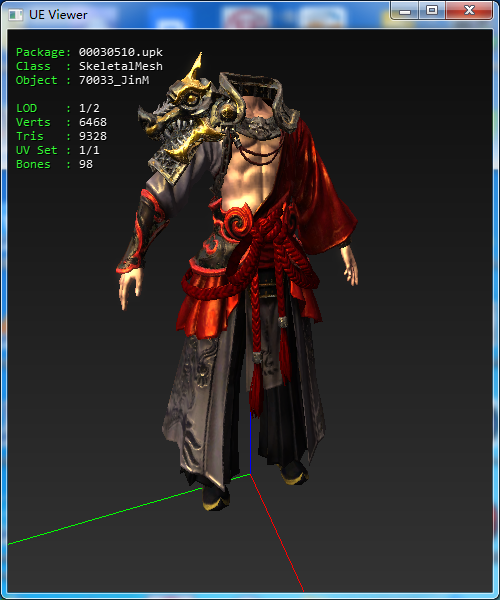 UE Viewer
Package: 00030510.upk
Class : SkeletalMesh
Object : 70033_JinM
LOD : 1/2
Verts : 6468
Tris : 9328
UV Set : 1/1
Bones : 98